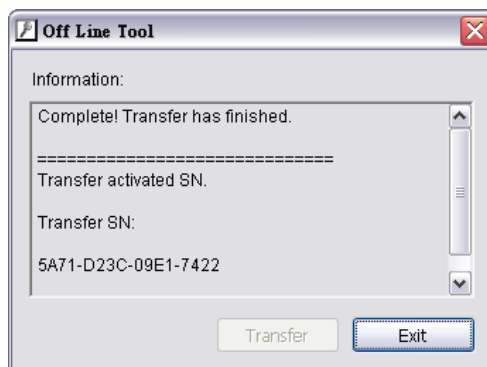 Off Line Tool
Information:
Complete! Transfer has finished.
==============================
Transfer activated SN.
Transfer SN:
5A71-D23C-09E1-7422
Transfer
Exit